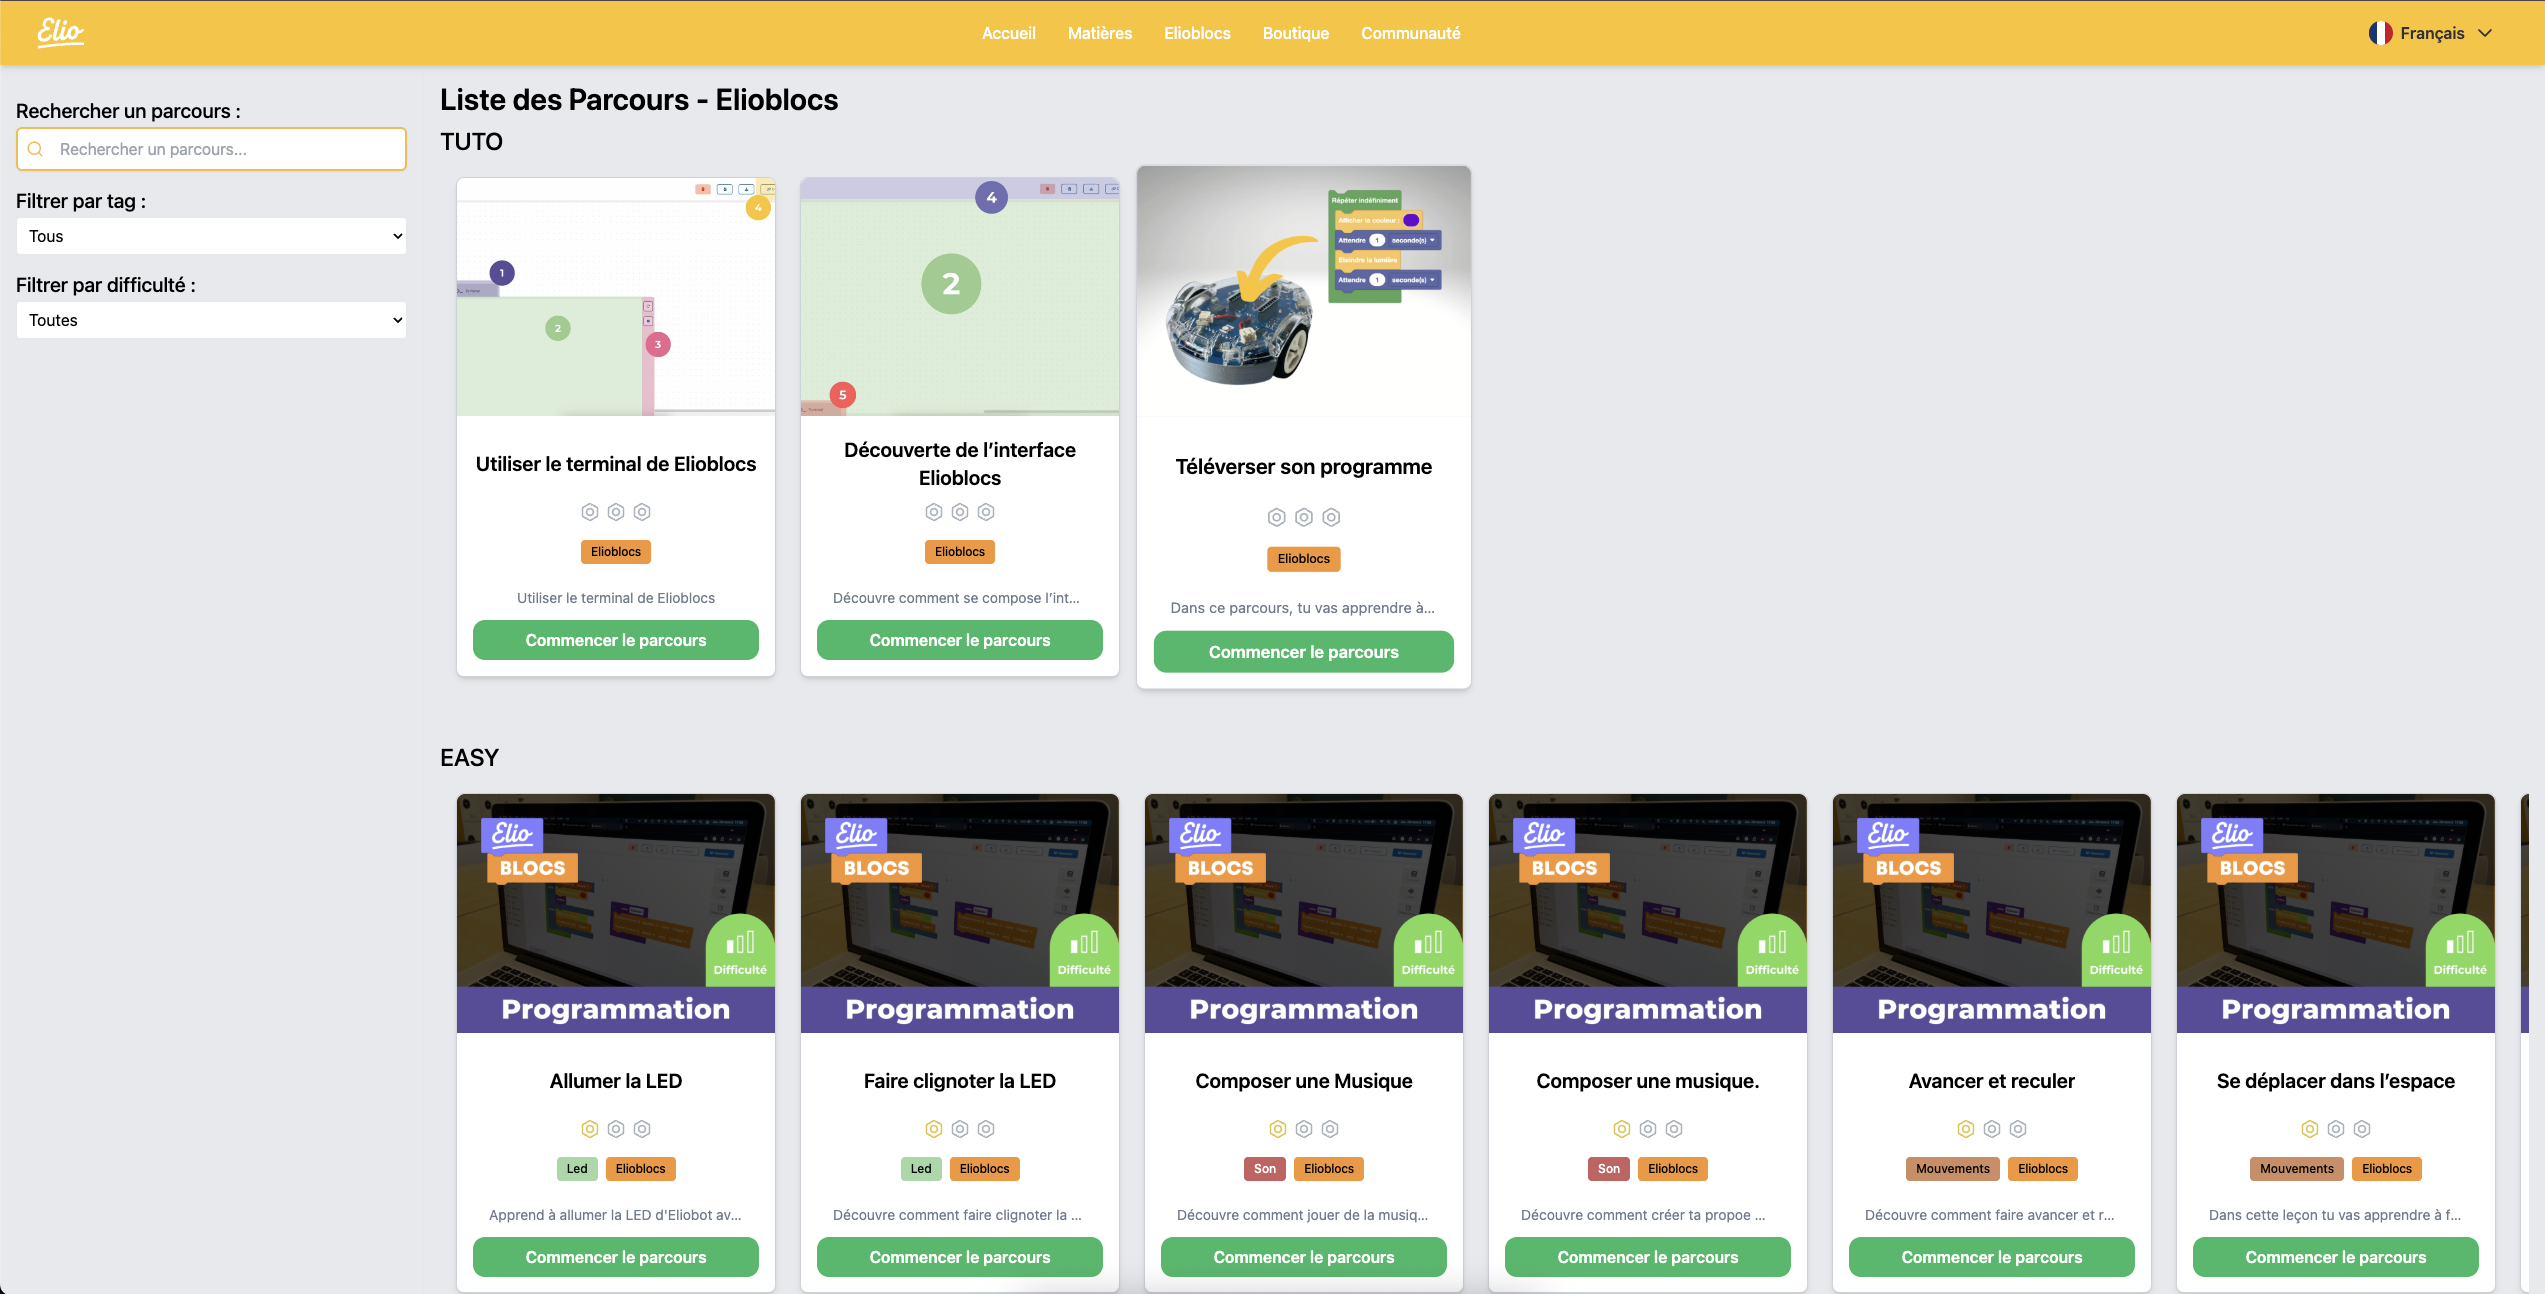 Elio
Accueil
Matières
Elioblocs
Boutique
Communauté
Français
Rechercher un parcours :
Rechercher un parcours...
Filtrer par tag :
Tous
Filtrer par difficulté :
Toutes
Liste des Parcours - Elioblocs
TUTO
4
1
2
3
Utiliser le terminal de Elioblocs
Elioblocs
Utiliser le terminal de Elioblocs
Commencer le parcours
4
2
5
Terminal
Découverte de l’interface
Elioblocs
Elioblocs
Découvre comment se compose l’int...
Commencer le parcours
Répéter indéfiniment
Afficher la couleur :
Attendre 1 seconde(s)
Eteindre la lumière
Attendre 1 seconde(s)
Téléverser son programme
Elioblocs
Dans ce parcours, tu vas apprendre à...
Commencer le parcours
EASY
Elio
BLOCS
Difficulté
Programmation
Allumer la LED
Led
Elioblocs
Apprend à allumer la LED d'Eliobot av...
Commencer le parcours
Elio
BLOCS
Difficulté
Programmation
Faire clignoter la LED
Led
Elioblocs
Découvre comment faire clignoter la ...
Commencer le parcours
Elio
BLOCS
Difficulté
Programmation
Composer une Musique
Son
Elioblocs
Découvre comment jouer de la musiq...
Commencer le parcours
Elio
BLOCS
Difficulté
Programmation
Composer une musique.
Son
Elioblocs
Découvre comment créer ta propoe ...
Commencer le parcours
Elio
BLOCS
Difficulté
Programmation
Avancer et reculer
Mouvements
Elioblocs
Découvre comment faire avancer et r...
Commencer le parcours
Elio
BLOCS
Difficulté
Programmation
Se déplacer dans l’espace
Mouvements
Elioblocs
Dans cette leçon tu vas apprendre à f...
Commencer le parcours